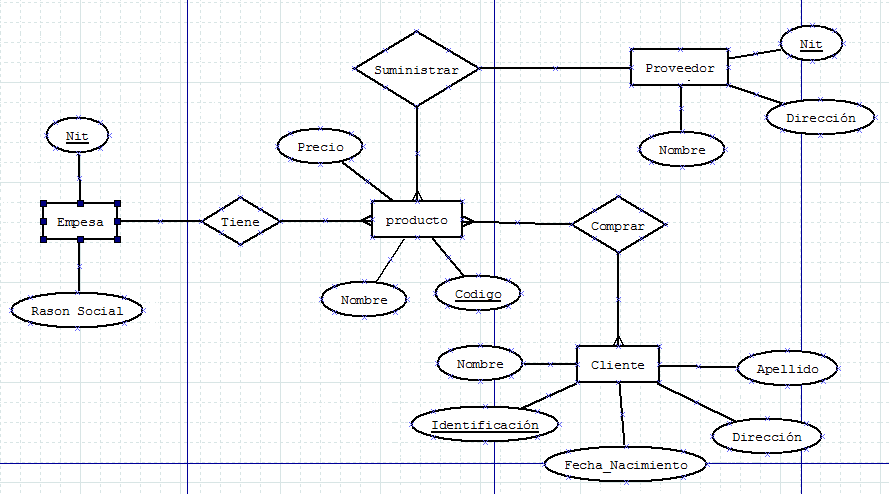 Nit
Suministrar
Proveedor
Dirección
Nit
Precio
Nombre
Empesa
Tiene
producto
Comprar
Rason Social
Nombre
Codigo
Nombre
Cliente
Apellido
Identificación
Dirección
Fecha_Nacimiento